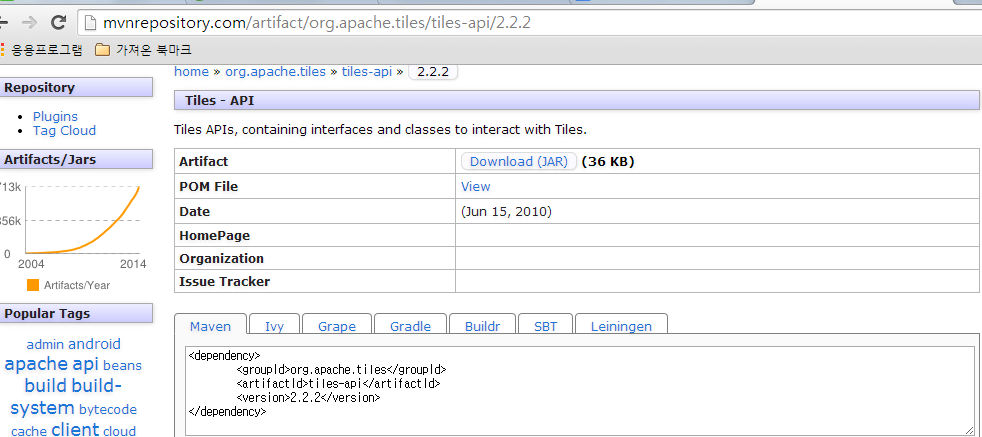 mvnrepository.com/artifact/org.apache.tiles/tiles-api/2.2.2
응용프로그램 가져온 북마크
home » org.apache.tiles » tiles-api » 2.2.2
Repository
Plugins
Tag Cloud
Artifacts/Jars
713k
356k
0
2004 2014
Artifacts/Year
Popular Tags
admin android
apache api beans
build build-
system bytecode
cache client cloud
Tiles - API
Tiles APIs, containing interfaces and classes to interact with Tiles.
Artifact Download (JAR) (36 KB)
POM File View
Date (Jun 15, 2010)
HomePage
Organization
Issue Tracker
Maven Ivy Grape Gradle Buildr SBT Leiningen
<dependency>
<groupId>org.apache.tiles</groupId>
<artifactId>tiles-api</artifactId>
<version>2.2.2</version>
</dependency>